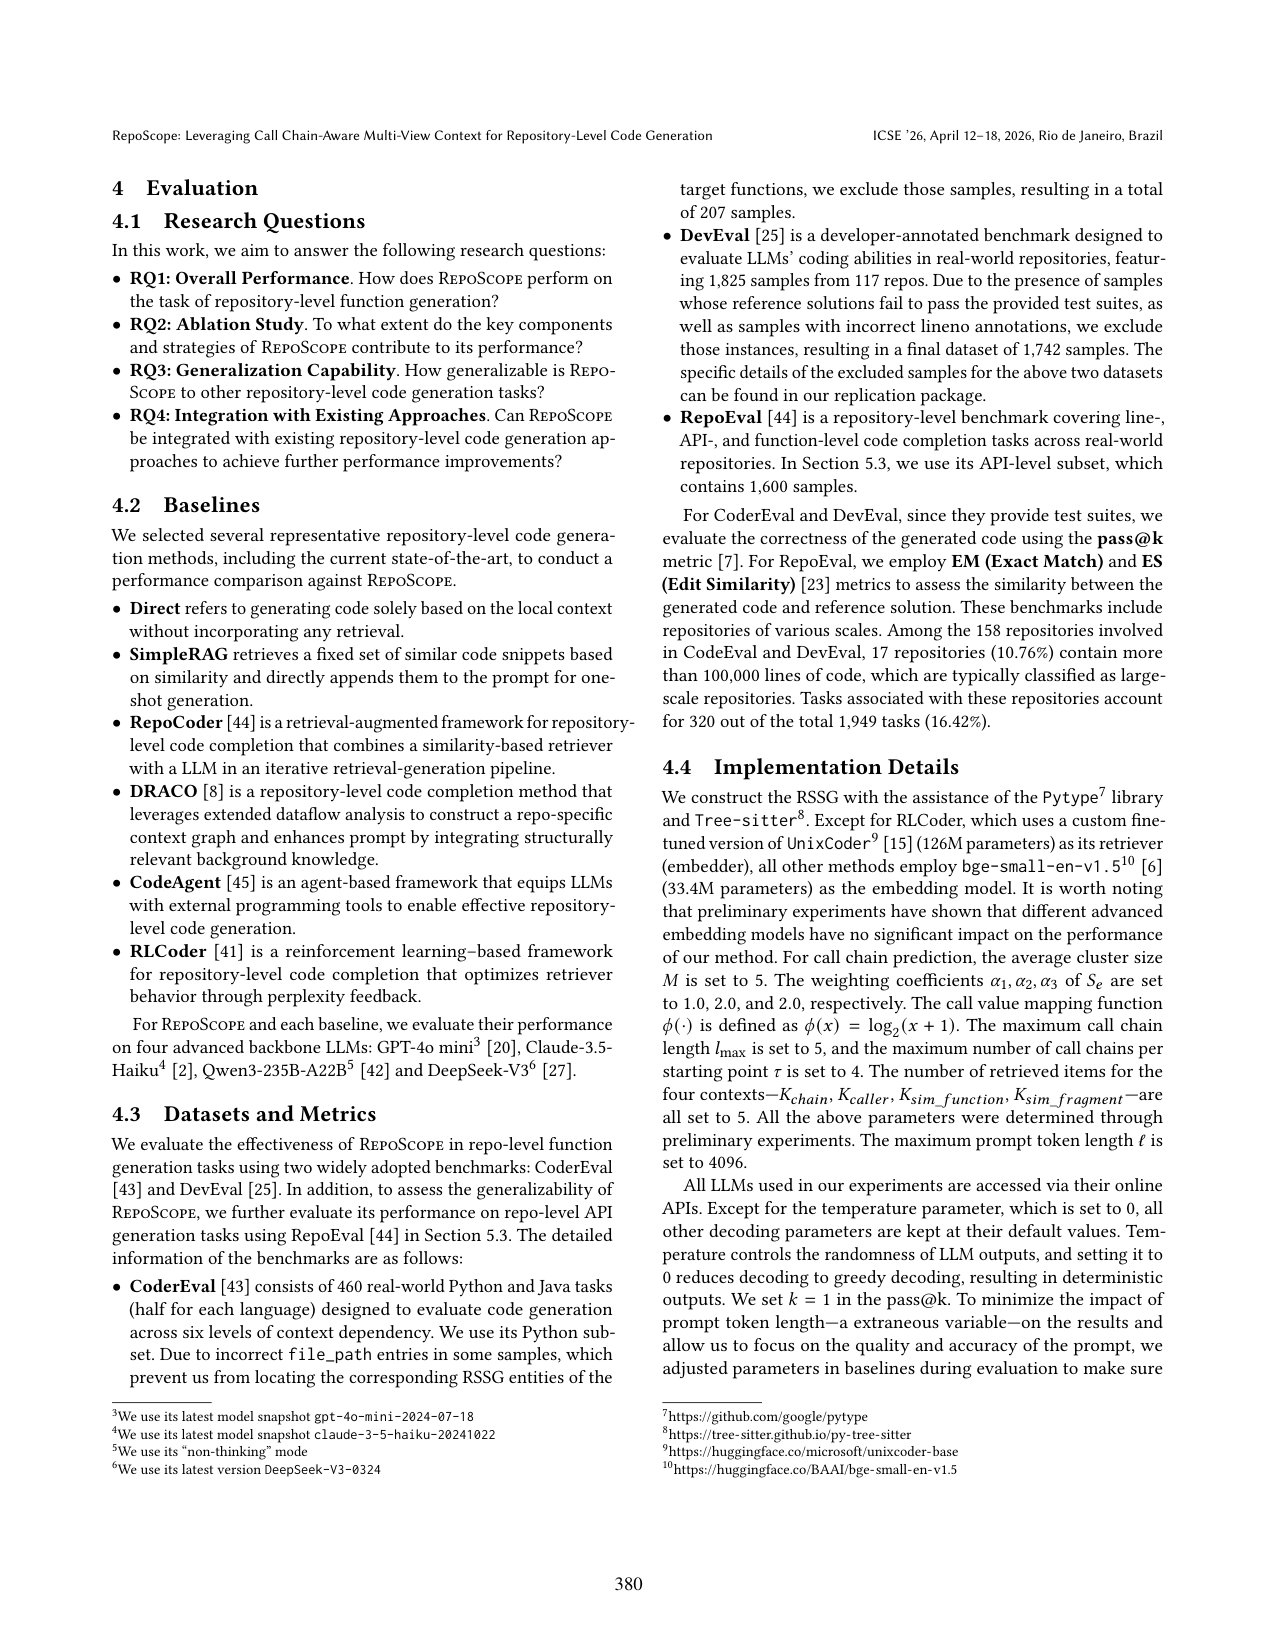 RepoScope: Leveraging Call Chain-Aware Multi-View Context for Repository-Level Code Generation
ICSE ’26, April 12–18, 2026, Rio de Janeiro, Brazil
4 Evaluation
4.1 Research Questions
In this work, we aim to answer the following research questions:
• RQ1: Overall Performance. How does RepoScope perform on
the task of repository-level function generation?
• RQ2: Ablation Study. To what extent do the key components
and strategies of RepoScope contribute to its performance?
• RQ3: Generalization Capability. How generalizable is Repo-
Scope to other repository-level code generation tasks?
• RQ4: Integration with Existing Approaches. Can RepoScope
be integrated with existing repository-level code generation ap-
proaches to achieve further performance improvements?
4.2 Baselines
We selected several representative repository-level code genera-
tion methods, including the current state-of-the-art, to conduct a
performance comparison against RepoScope.
• Direct refers to generating code solely based on the local context
without incorporating any retrieval.
• SimpleRAG retrieves a fixed set of similar code snippets based
on similarity and directly appends them to the prompt for one-
shot generation.
• RepoCoder [44] is a retrieval-augmented framework for repository-
level code completion that combines a similarity-based retriever
with a LLM in an iterative retrieval-generation pipeline.
• DRACO [8] is a repository-level code completion method that
leverages extended dataflow analysis to construct a repo-specific
context graph and enhances prompt by integrating structurally
relevant background knowledge.
• CodeAgent [45] is an agent-based framework that equips LLMs
with external programming tools to enable effective repository-
level code generation.
• RLCoder [41] is a reinforcement learning–based framework
for repository-level code completion that optimizes retriever
behavior through perplexity feedback.
For RepoScope and each baseline, we evaluate their performance
on four advanced backbone LLMs: GPT-4o mini³ [20], Claude-3.5-
Haiku⁴ [2], Qwen3-235B-A22B⁵ [42] and DeepSeek-V3⁶ [27].
4.3 Datasets and Metrics
We evaluate the effectiveness of RepoScope in repo-level function
generation tasks using two widely adopted benchmarks: CoderEval
[43] and DevEval [25]. In addition, to assess the generalizability of
RepoScope, we further evaluate its performance on repo-level API
generation tasks using RepoEval [44] in Section 5.3. The detailed
information of the benchmarks are as follows:
• CoderEval [43] consists of 460 real-world Python and Java tasks
(half for each language) designed to evaluate code generation
across six levels of context dependency. We use its Python sub-
set. Due to incorrect file_path entries in some samples, which
prevent us from locating the corresponding RSSG entities of the
³We use its latest model snapshot gpt-4o-mini-2024-07-18
⁴We use its latest model snapshot claude-3-5-haiku-20241022
⁵We use its “non-thinking” mode
⁶We use its latest version DeepSeek-V3-0324
target functions, we exclude those samples, resulting in a total
of 207 samples.
• DevEval [25] is a developer-annotated benchmark designed to
evaluate LLMs’ coding abilities in real-world repositories, featur-
ing 1,825 samples from 117 repos. Due to the presence of samples
whose reference solutions fail to pass the provided test suites, as
well as samples with incorrect lineno annotations, we exclude
those instances, resulting in a final dataset of 1,742 samples. The
specific details of the excluded samples for the above two datasets
can be found in our replication package.
• RepoEval [44] is a repository-level benchmark covering line-,
API-, and function-level code completion tasks across real-world
repositories. In Section 5.3, we use its API-level subset, which
contains 1,600 samples.
For CoderEval and DevEval, since they provide test suites, we
evaluate the correctness of the generated code using the pass@k
metric [7]. For RepoEval, we employ EM (Exact Match) and ES
(Edit Similarity) [23] metrics to assess the similarity between the
generated code and reference solution. These benchmarks include
repositories of various scales. Among the 158 repositories involved
in CodeEval and DevEval, 17 repositories (10.76%) contain more
than 100,000 lines of code, which are typically classified as large-
scale repositories. Tasks associated with these repositories account
for 320 out of the total 1,949 tasks (16.42%).
4.4 Implementation Details
We construct the RSSG with the assistance of the Pytype⁷ library
and Tree-sitter⁸. Except for RLCoder, which uses a custom fine-
tuned version of UnixCoder⁹ [15] (126M parameters) as its retriever
(embedder), all other methods employ bge-small-en-v1.5¹⁰ [6]
(33.4M parameters) as the embedding model. It is worth noting
that preliminary experiments have shown that different advanced
embedding models have no significant impact on the performance
of our method. For call chain prediction, the average cluster size
M is set to 5. The weighting coefficients α₁, α₂, α₃ of Sₑ are set
to 1.0, 2.0, and 2.0, respectively. The call value mapping function
ϕ(·) is defined as ϕ(x) = log₂(x + 1). The maximum call chain
length l_max is set to 5, and the maximum number of call chains per
starting point τ is set to 4. The number of retrieved items for the
four contexts—K_chain, K_caller, K_sim_function, K_sim_fragment—are
all set to 5. All the above parameters were determined through
preliminary experiments. The maximum prompt token length ℓ is
set to 4096.
All LLMs used in our experiments are accessed via their online
APIs. Except for the temperature parameter, which is set to 0, all
other decoding parameters are kept at their default values. Tem-
perature controls the randomness of LLM outputs, and setting it to
0 reduces decoding to greedy decoding, resulting in deterministic
outputs. We set k = 1 in the pass@k. To minimize the impact of
prompt token length—a extraneous variable—on the results and
allow us to focus on the quality and accuracy of the prompt, we
adjusted parameters in baselines during evaluation to make sure
⁷https://github.com/google/pytype
⁸https://tree-sitter.github.io/py-tree-sitter
⁹https://huggingface.co/microsoft/unixcoder-base
¹⁰https://huggingface.co/BAAI/bge-small-en-v1.5
380